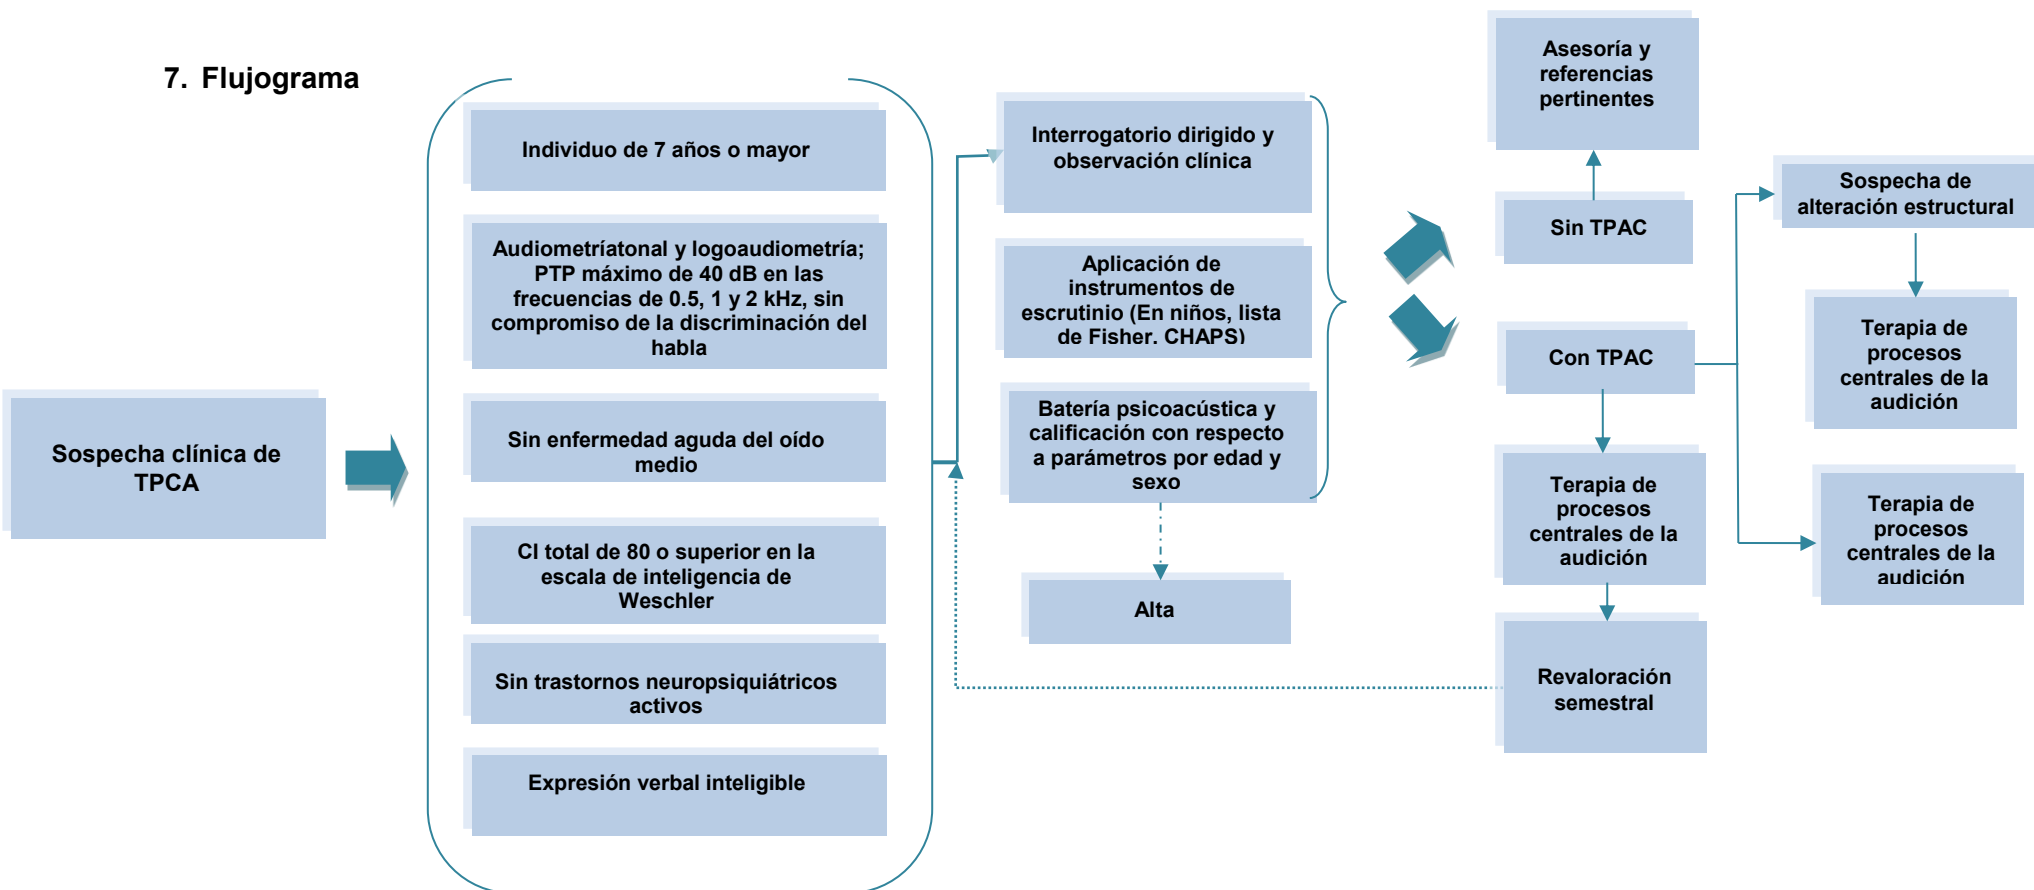 7. Flujograma
Sospecha clínica de
TPCA
Individuo de 7 años o mayor
Audiometríatonal y logoaudiometría;
PTP máximo de 40 dB en las
frecuencias de 0.5, 1 y 2 kHz, sin
compromiso de la discriminación del
habla
Sin enfermedad aguda del oído
medio
CI total de 80 o superior en la
escala de inteligencia de
Weschler
Sin trastornos neuropsiquiátricos
activos
Expresión verbal inteligible
Interrogatorio dirigido y
observación clínica
Aplicación de
instrumentos de
escrutinio (En niños, lista
de Fisher. CHAPS)
Batería psicoacústica y
calificación con respecto
a parámetros por edad y
sexo
Alta
Asesoría y
referencias
pertinentes
Sin TPAC
Con TPAC
Terapia de
procesos
centrales de la
audición
Revaloración
semestral
Sospecha de
alteración estructural
Terapia de
procesos
centrales de la
audición
Terapia de
procesos
centrales de la
audición